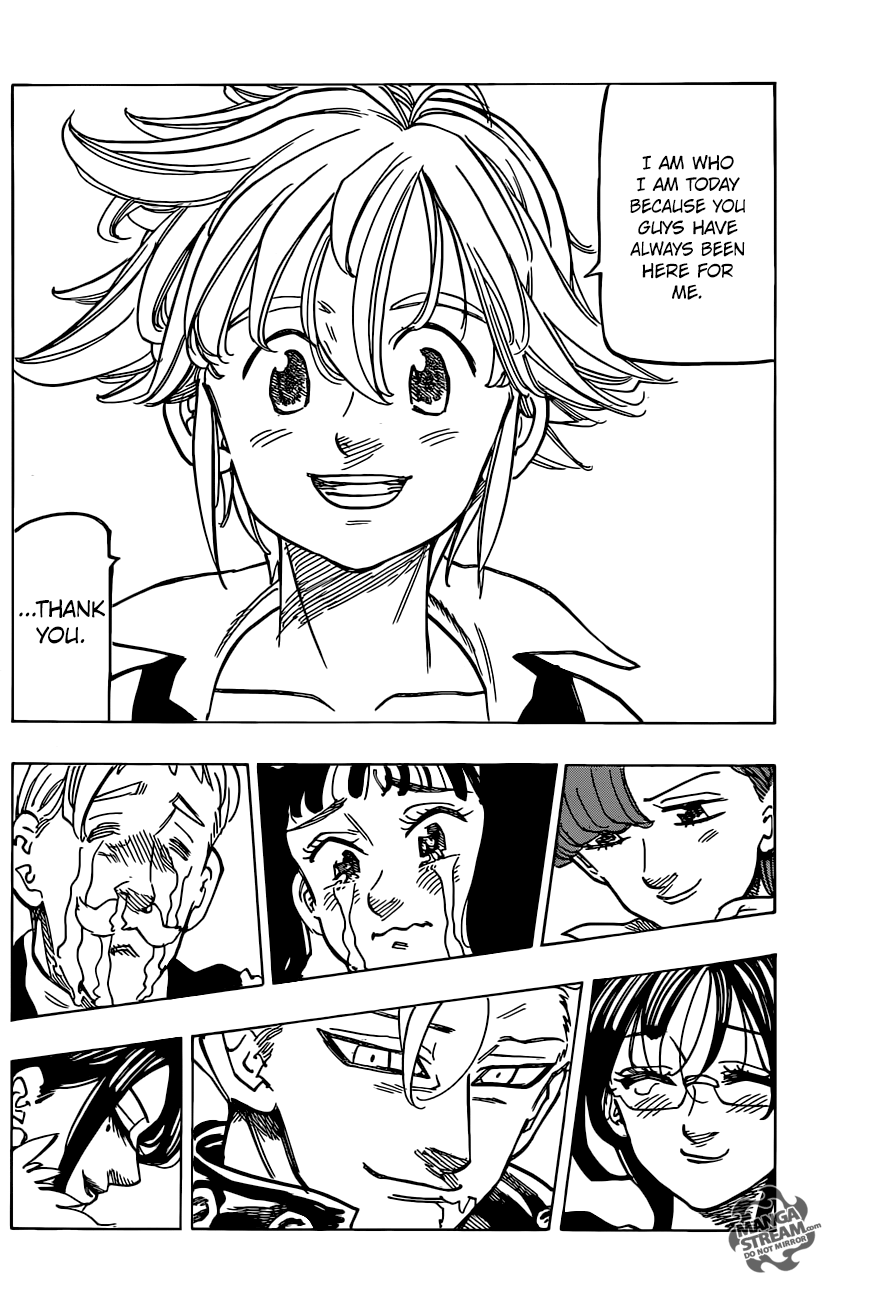 I AM WHO
I AM TODAY
BECAUSE YOU
GUYS HAVE
ALWAYS BEEN
HERE FOR
ME.
...THANK
YOU.
MANGA
STREAM.com
DO NOT MIRROR